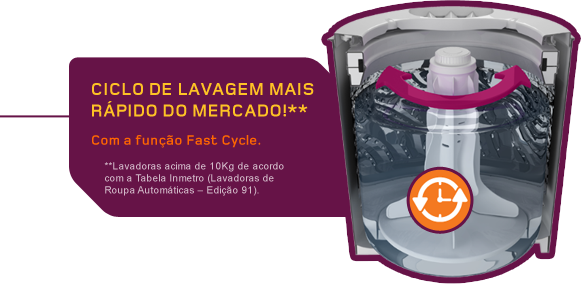 CICLO DE LAVAGEM MAIS
RÁPIDO DO MERCADO!**
Com a função Fast Cycle.
**Lavadoras acima de 10Kg de acordo
com a Tabela Inmetro (Lavadoras de
Roupa Automáticas – Edição 91).